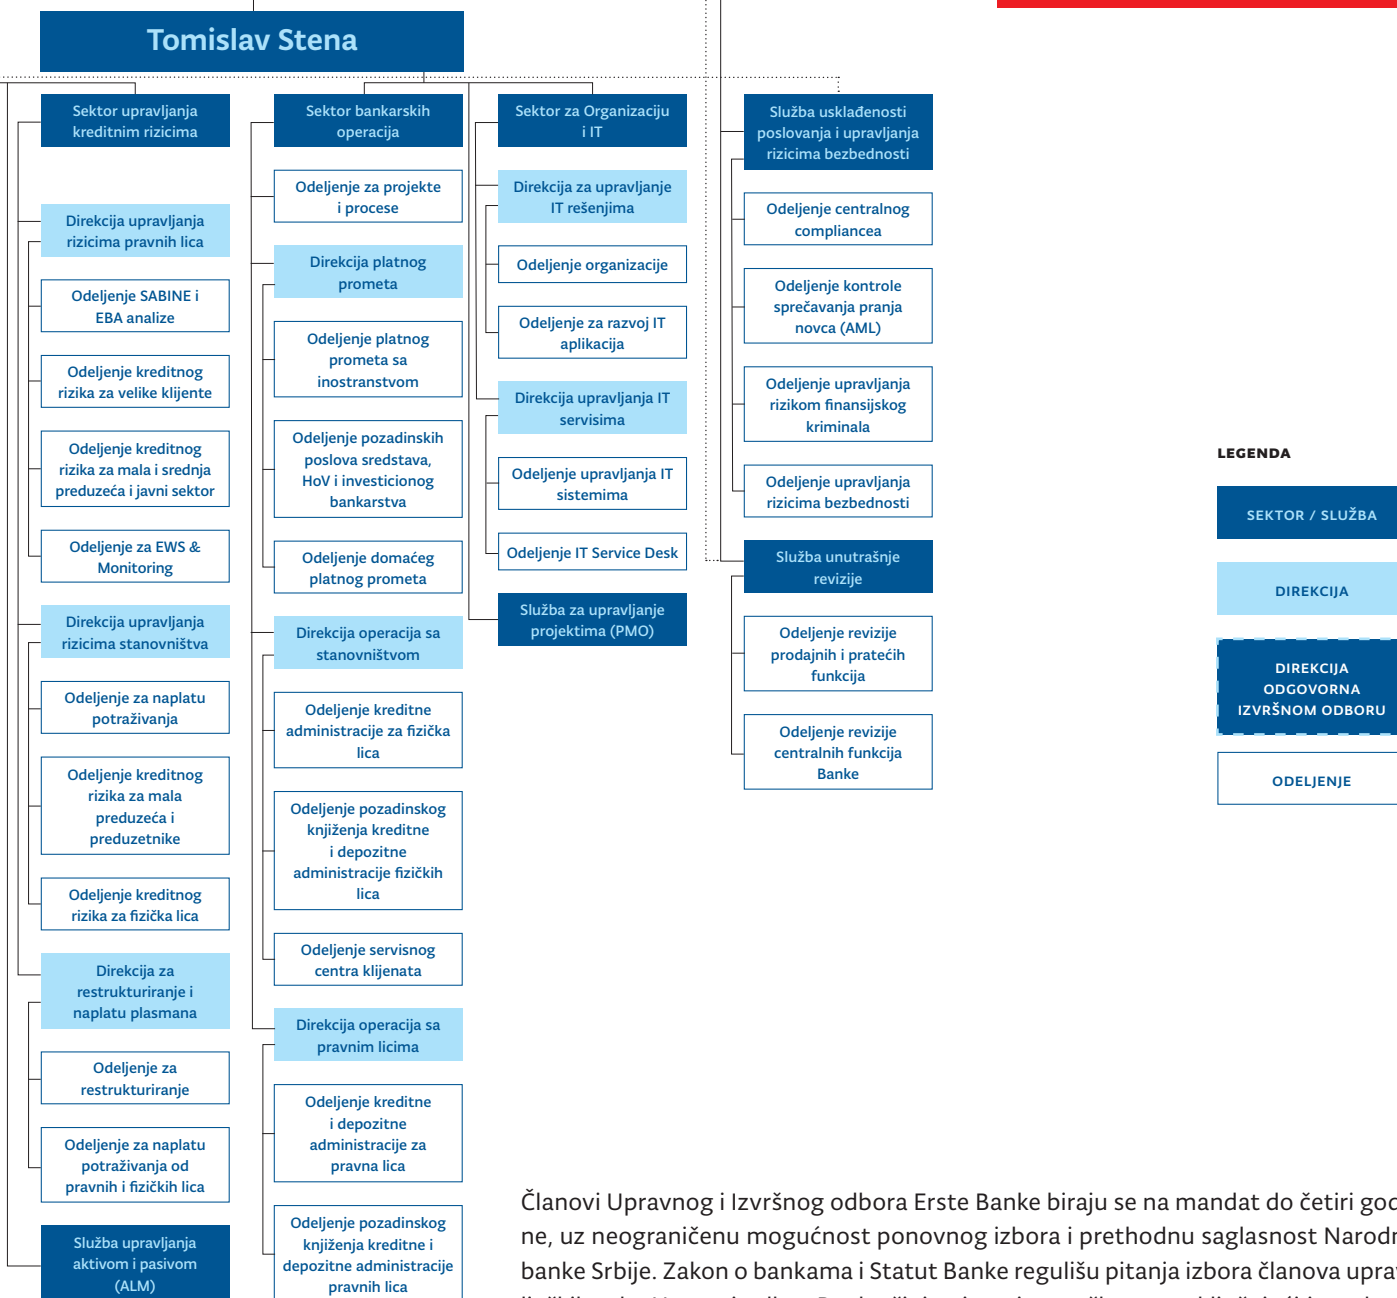 Tomislav Stena
Sektor upravljanja
kreditnim rizicima
Direkcija upravljanja
rizicima pravnih lica
Odeljenje SABINE i
EBA analize
Odeljenje kreditnog
rizika za velike klijente
Odeljenje kreditnog
rizika za mala i srednja
preduzeća i javni sektor
Odeljenje za EWS &
Monitoring
Direkcija upravljanja
rizicima stanovništva
Odeljenje za naplatu
potraživanja
Odeljenje kreditnog
rizika za mala
preduzeća i
preduzetnike
Odeljenje kreditnog
rizika za fizička lica
Direkcija za
restrukturiranje i
naplatu plasmana
Odeljenje za
restrukturiranje
Odeljenje za naplatu
potraživanja od
pravnih i fizičkih lica
Služba upravljanja
aktivom i pasivom
(ALM)
Sektor bankarskih
operacija
Odeljenje za projekte
i procese
Direkcija platnog
prometa
Odeljenje platnog
prometa sa
inostranstvom
Odeljenje pozadinskih
poslova sredstava,
HoV i investicionog
bankarstva
Odeljenje domaćeg
platnog prometa
Direkcija operacija sa
stanovništvom
Odeljenje kreditne
administracije za fizička
lica
Odeljenje pozadinskog
knjiženja kreditne
i depozitne
administracije fizičkih
lica
Odeljenje servisnog
centra klijenata
Direkcija operacija sa
pravnim licima
Odeljenje kreditne
i depozitne
administracije za
pravna lica
Odeljenje pozadinskog
knjiženja kreditne i
depozitne administracije
pravnih lica
Sektor za Organizaciju
i IT
Direkcija za upravljanje
IT rešenjima
Odeljenje organizacije
Odeljenje za razvoj IT
aplikacija
Direkcija upravljanja IT
servisima
Odeljenje upravljanja IT
sistemima
Odeljenje IT Service Desk
Služba za upravljanje
projektima (PMO)
Služba usklađenosti
poslovanja i upravljanja
rizicima bezbednosti
Odeljenje centralnog
compliancea
Odeljenje kontrole
sprečavanja pranja
novca (AML)
Odeljenje upravljanja
rizikom finansijskog
kriminala
Odeljenje upravljanja
rizicima bezbednosti
Služba unutrašnje
revizije
Odeljenje revizije
prodajnih i pratećih
funkcija
Odeljenje revizije
centralnih funkcija
Banke
LEGENDA
SEKTOR / SLUŽBA
DIREKCIJA
DIREKCIJA
ODGOVORNA
IZVRŠNOM ODBORU
ODELJENJE
Članovi Upravnog i Izvršnog odbora Erste Banke biraju se na mandat do četiri god
ne, uz neograničenu mogućnost ponovnog izbora i prethodnu saglasnost Narodn
banke Srbije. Zakon o bankama i Statut Banke regulišu pitanja izbora članova uprav